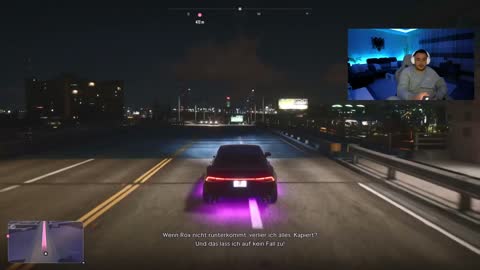 Wenn Rox nicht runterkommt, verlier ich alles. Kapiert?
Und das lass ich auf kein Fall zu!